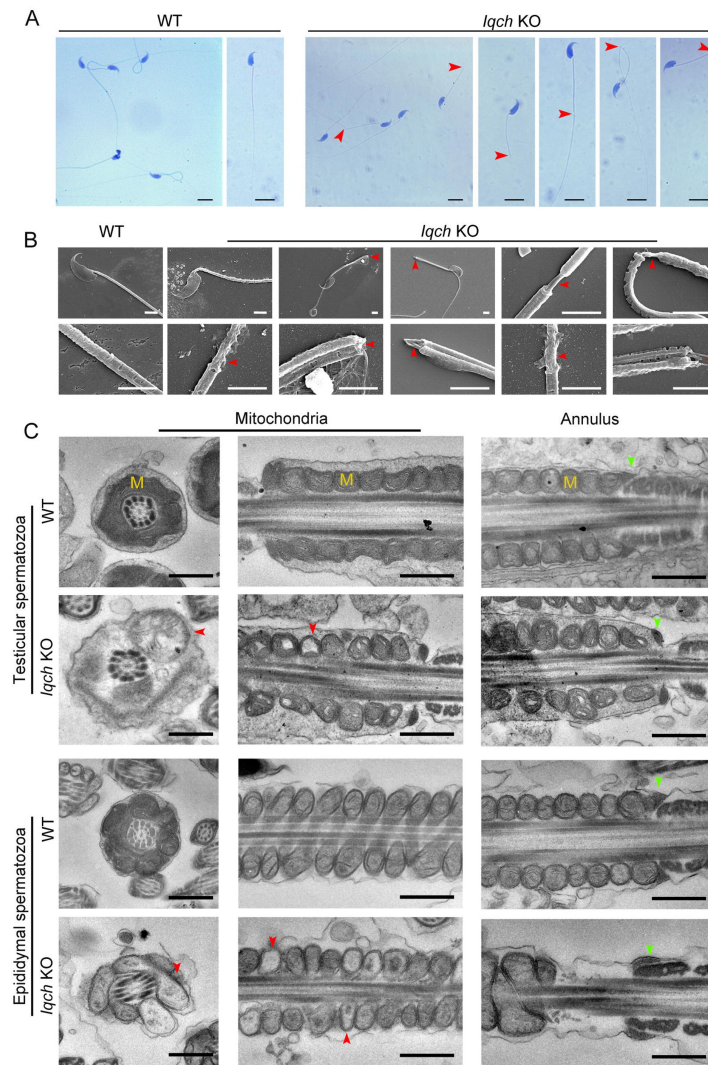 A
WT
Iqch KO
B
WT
Iqch KO
C
Mitochondria
Annulus
Testicular spermatozoa
WT
M
M
M
Iqch KO
Epididymal spermatozoa
WT
Iqch KO